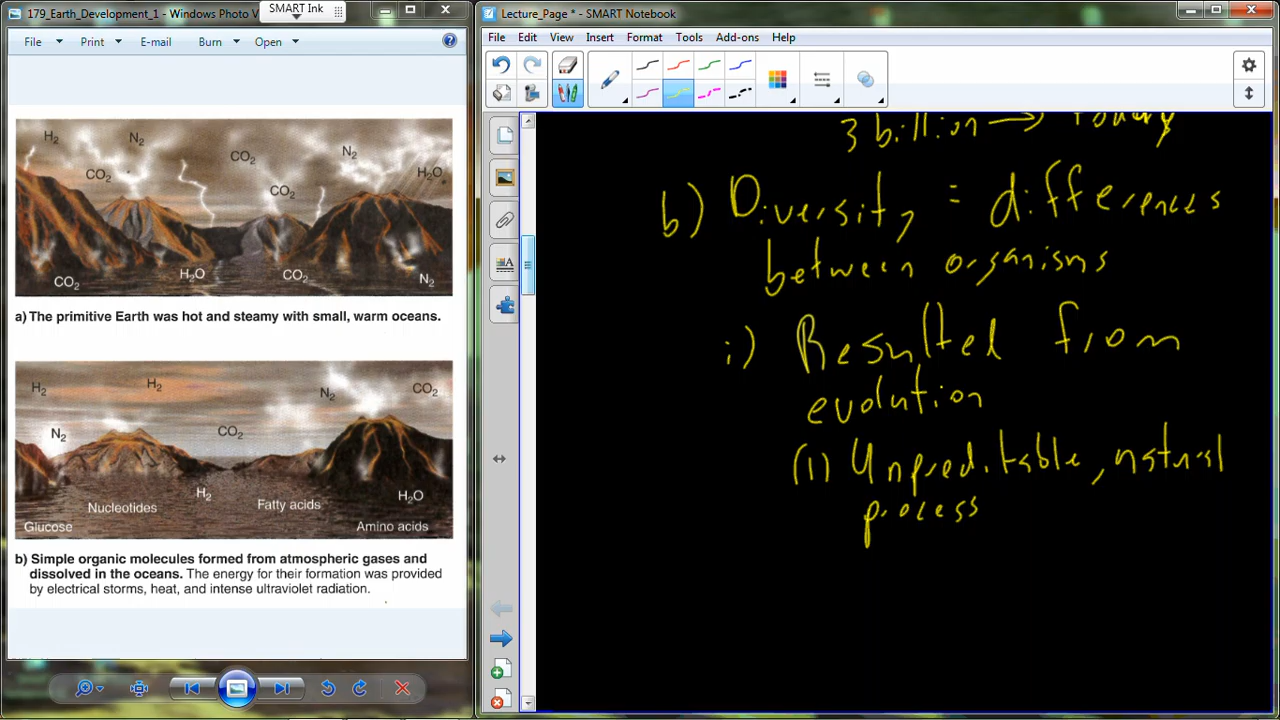 179_Earth_Development_1 - Windows Photo V
SMART Ink
File Print E-mail Burn Open
H₂ N₂ CO₂ N₂ H₂O
CO₂ CO₂
CO₂ H₂O CO₂ N₂
a) The primitive Earth was hot and steamy with small, warm oceans.
H₂ H₂ N₂ CO₂
N₂ CO₂
H₂ H₂O
Nucleotides Fatty acids
Glucose Amino acids
b) Simple organic molecules formed from atmospheric gases and
dissolved in the oceans. The energy for their formation was provided
by electrical storms, heat, and intense ultraviolet radiation.
Lecture_Page * - SMART Notebook
File Edit View Insert Format Tools Add-ons Help
3 billion → Today
b) Diversity = differences
between organisms
i) Resulted from
evolution
(1) Unpreditable, natural
process